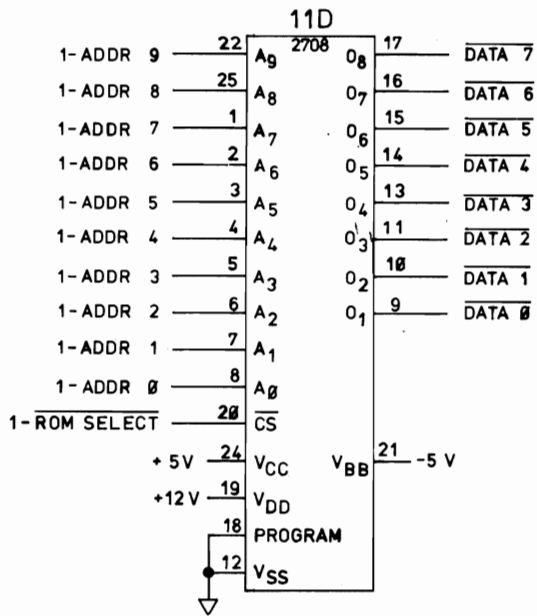 11D
2708
1-ADDR 9 22 A9 O8 17 DATA 7
1-ADDR 8 25 A8 O7 16 DATA 6
1-ADDR 7 1 A7 O6 15 DATA 5
1-ADDR 6 2 A6 O5 14 DATA 4
1-ADDR 5 3 A5 O4 13 DATA 3
1-ADDR 4 4 A4 O3 11 DATA 2
1-ADDR 3 5 A3 O2 10 DATA 1
1-ADDR 2 6 A2 O1 9 DATA 0
1-ADDR 1 7 A1
1-ADDR 0 8 A0
1-ROM SELECT 20 CS
+5V 24 VCC VBB 21 -5 V
+12V 19 VDD
18 PROGRAM
12 VSS